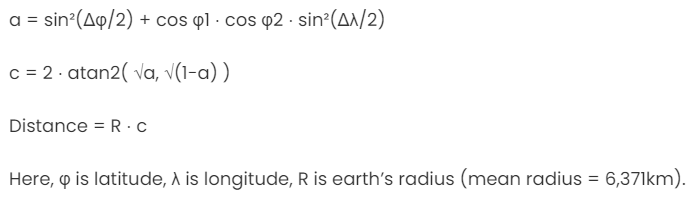 a = sin²(Δφ/2) + cos φ1 · cos φ2 · sin²(Δλ/2)
c = 2 · atan2( √a, √(1−a) )
Distance = R · c
Here, φ is latitude, λ is longitude, R is earth’s radius (mean radius = 6,371km).